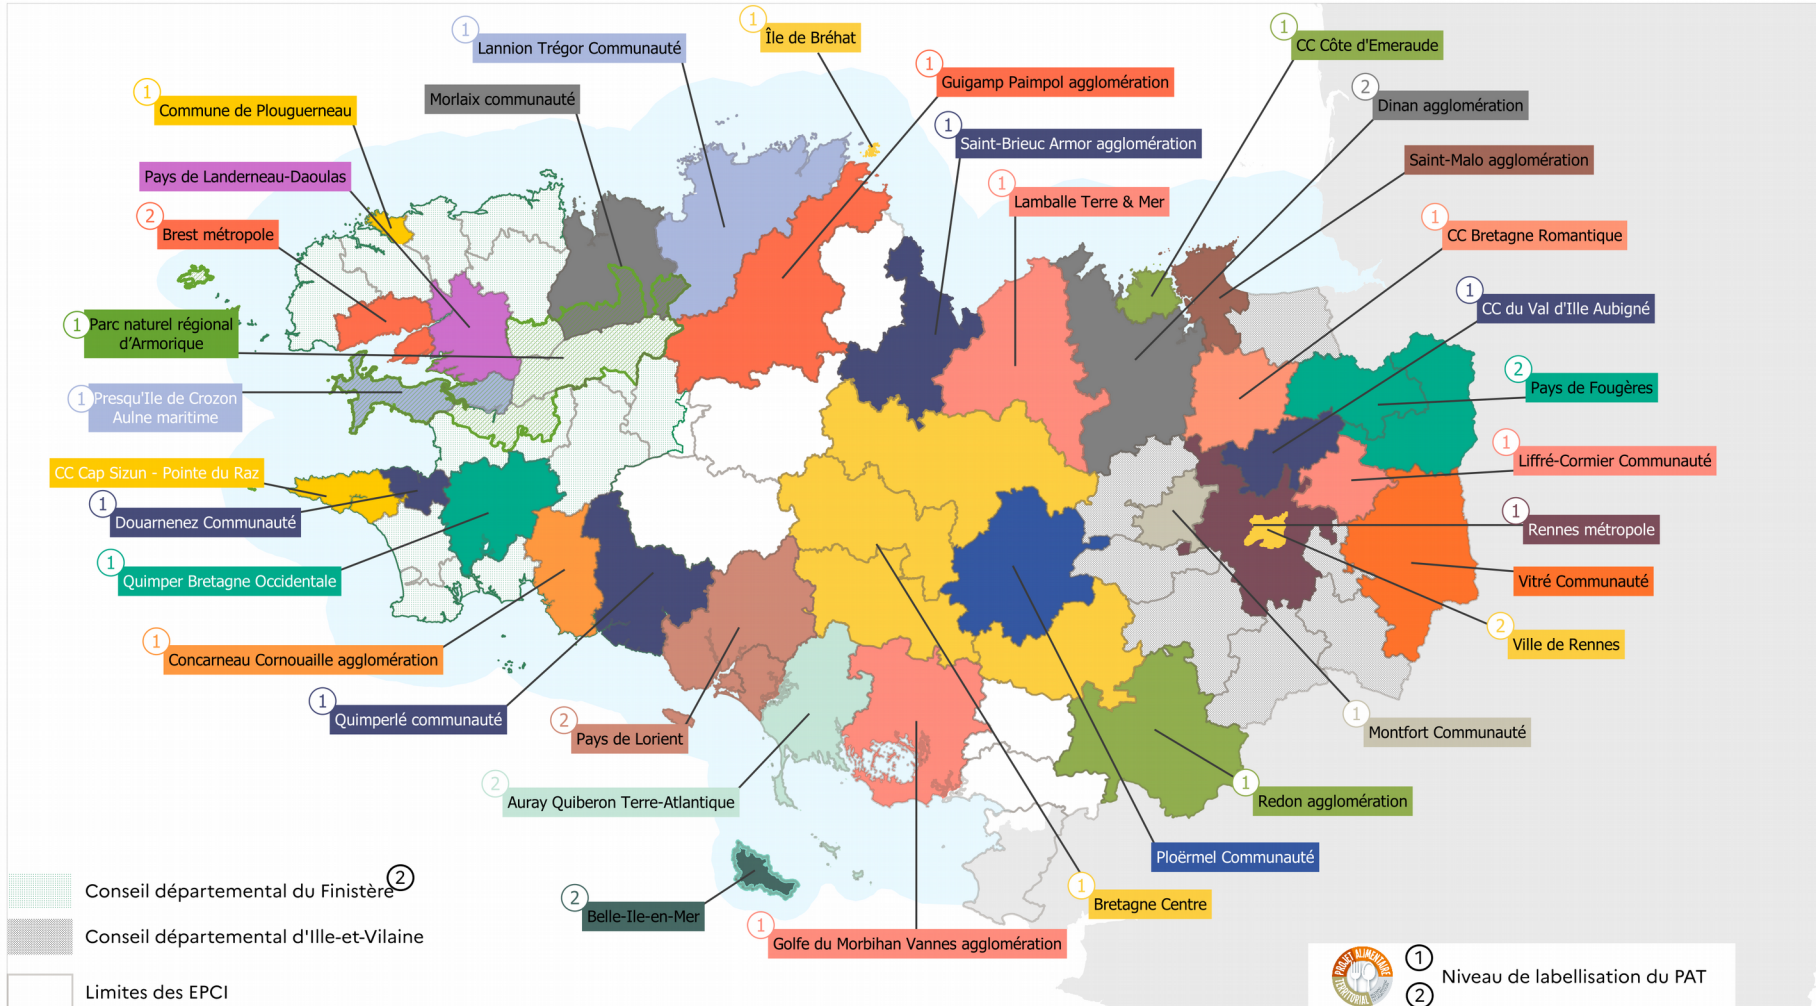 1
Lannion Trégor Communauté
1
Île de Bréhat
1
CC Côte d'Emeraude
1
Commune de Plouguerneau
Morlaix communauté
1
Guigamp Paimpol agglomération
2
Dinan agglomération
1
Saint-Brieuc Armor agglomération
Saint-Malo agglomération
Pays de Landerneau-Daoulas
1
Lamballe Terre & Mer
2
Brest métropole
1
CC Bretagne Romantique
1
CC du Val d'Ille Aubigné
1
Parc naturel régional
d'Armorique
2
Pays de Fougères
1
Presqu'Ile de Crozon
Aulne maritime
1
Liffré-Cormier Communauté
CC Cap Sizun - Pointe du Raz
1
Douarnenez Communauté
1
Rennes métropole
1
Quimper Bretagne Occidentale
Vitré Communauté
1
Concarneau Cornouaille agglomération
2
Ville de Rennes
1
Quimperlé communauté
2
Pays de Lorient
1
Montfort Communauté
2
Auray Quiberon Terre-Atlantique
1
Redon agglomération
Ploërmel Communauté
2
Belle-Ile-en-Mer
1
Bretagne Centre
1
Golfe du Morbihan Vannes agglomération
Conseil départemental du Finistère 2
Conseil départemental d'Ille-et-Vilaine
Limites des EPCI
PROJET ALIMENTAIRE
TERRITORIAL
1
2
Niveau de labellisation du PAT